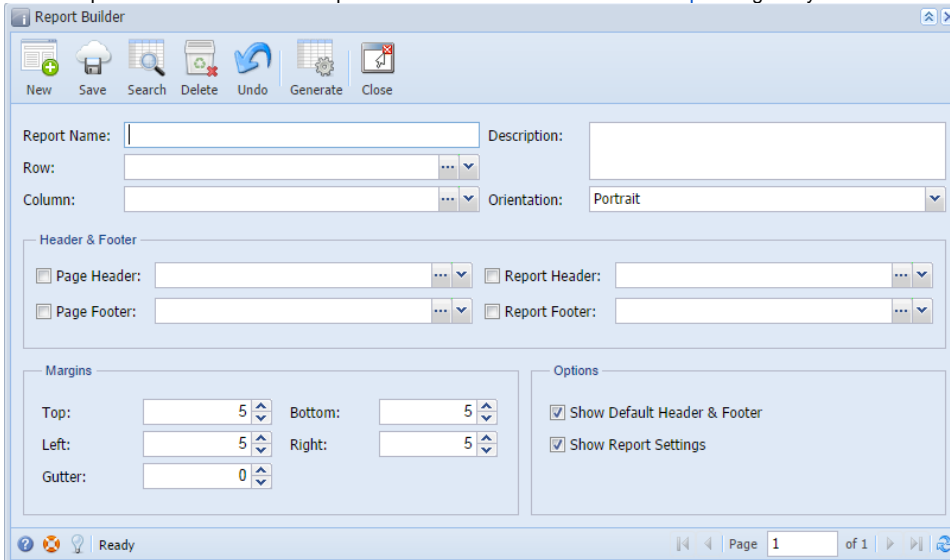 Report Builder
New Save Search Delete Undo Generate Close
Report Name: Description:
Row:
Column: Orientation: Portrait
Header & Footer
Page Header: Report Header:
Page Footer: Report Footer:
Margins Options
Top: 5 Bottom: 5 Show Default Header & Footer
Left: 5 Right: 5 Show Report Settings
Gutter: 0
Ready Page 1 of 1